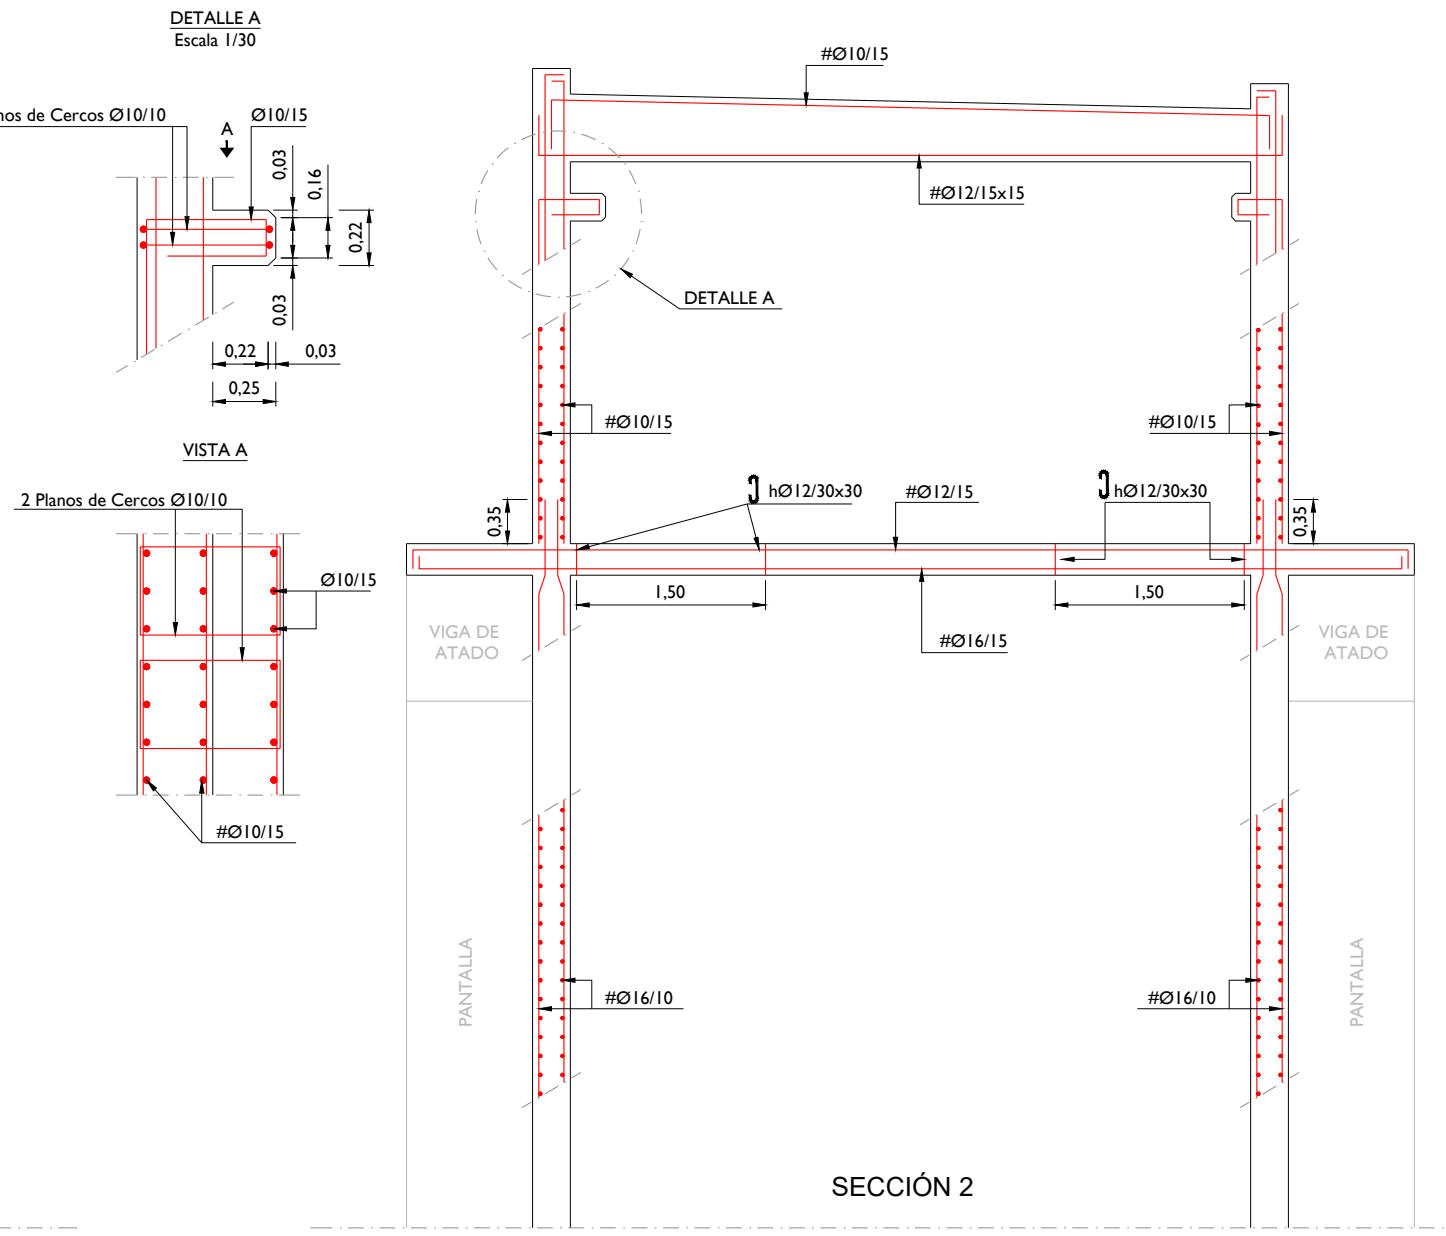 DETALLE A
Escala 1/30
nos de Cercos Ø10/10
A
Ø10/15
0,03
0,16
0,22
0,03
0,22
0,03
0,25
VISTA A
2 Planos de Cercos Ø10/10
Ø10/15
#Ø10/15
#Ø10/15
#Ø12/15x15
DETALLE A
#Ø10/15
#Ø10/15
hØ12/30x30
#Ø12/15
hØ12/30x30
0,35
0,35
1,50
1,50
#Ø16/15
VIGA DE
ATADO
VIGA DE
ATADO
PANTALLA
PANTALLA
#Ø16/10
#Ø16/10
SECCIÓN 2